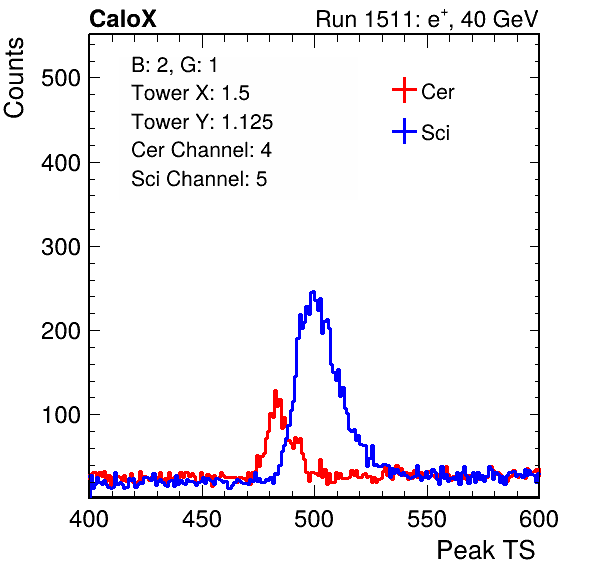 CaloX Run 1511: e⁺, 40 GeV
Counts
B: 2, G: 1
Tower X: 1.5
Tower Y: 1.125
Cer Channel: 4
Sci Channel: 5
Cer
Sci
500
400
300
200
100
400 450 500 550 600
Peak TS